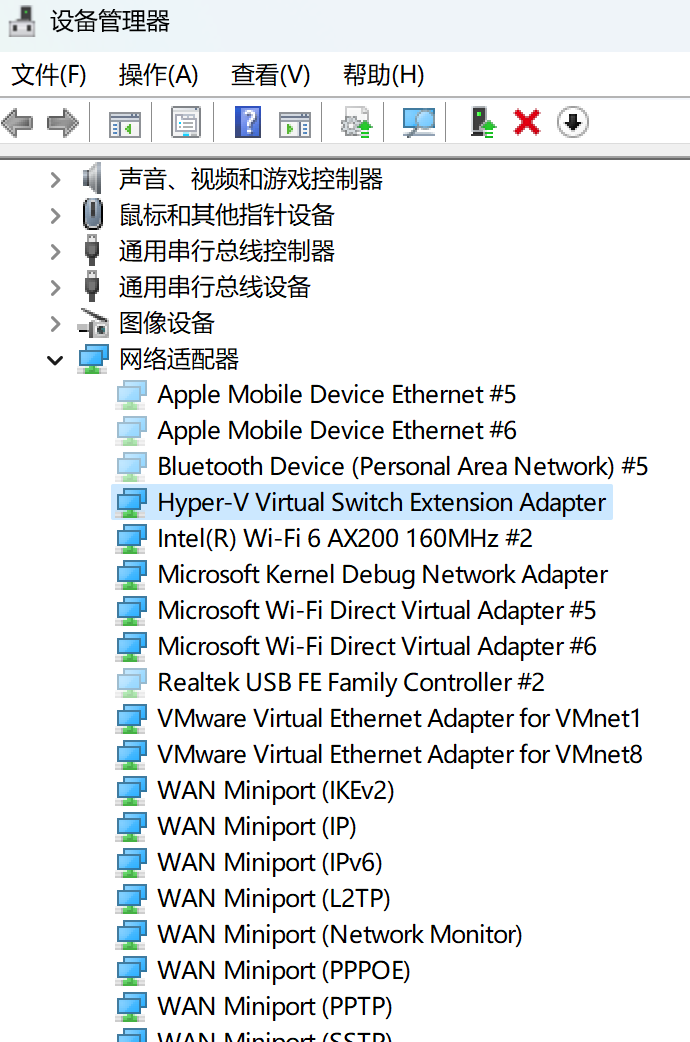 设备管理器
文件(F) 操作(A) 查看(V) 帮助(H)
声音、视频和游戏控制器
鼠标和其他指针设备
通用串行总线控制器
通用串行总线设备
图像设备
网络适配器
Apple Mobile Device Ethernet #5
Apple Mobile Device Ethernet #6
Bluetooth Device (Personal Area Network) #5
Hyper-V Virtual Switch Extension Adapter
Intel(R) Wi-Fi 6 AX200 160MHz #2
Microsoft Kernel Debug Network Adapter
Microsoft Wi-Fi Direct Virtual Adapter #5
Microsoft Wi-Fi Direct Virtual Adapter #6
Realtek USB FE Family Controller #2
VMware Virtual Ethernet Adapter for VMnet1
VMware Virtual Ethernet Adapter for VMnet8
WAN Miniport (IKEv2)
WAN Miniport (IP)
WAN Miniport (IPv6)
WAN Miniport (L2TP)
WAN Miniport (Network Monitor)
WAN Miniport (PPPOE)
WAN Miniport (PPTP)
WAN Miniport (SSTP)